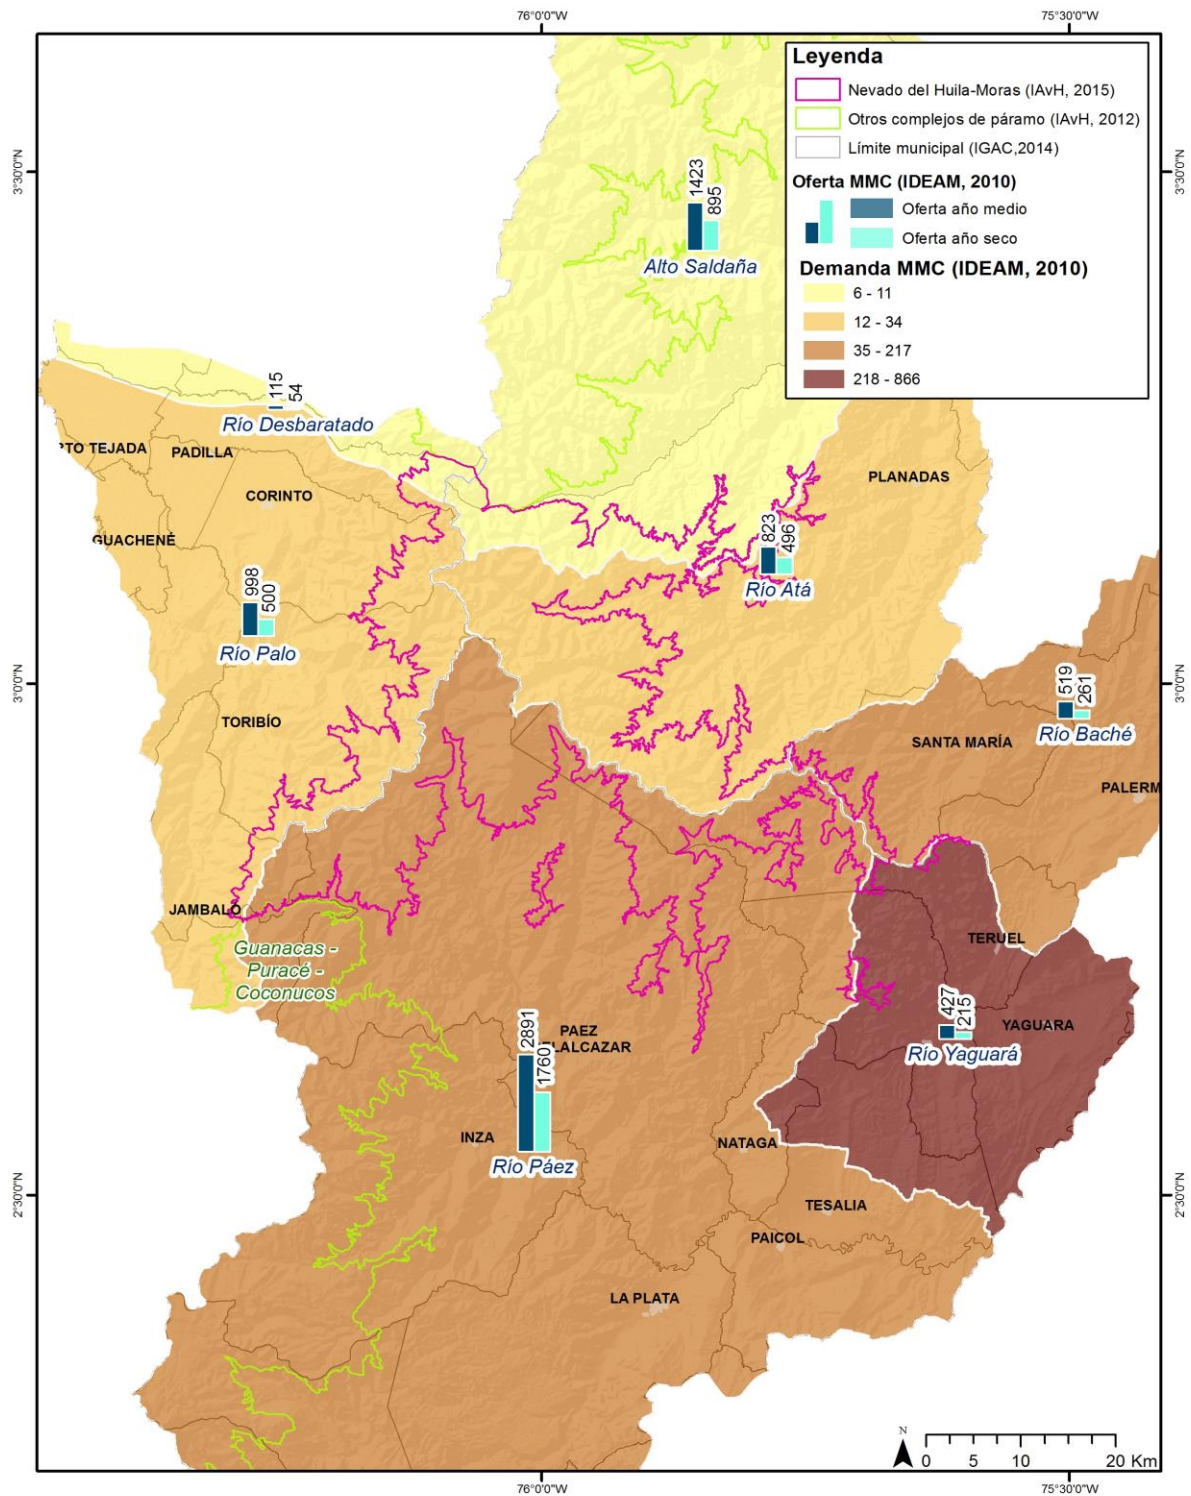 76°0'0"W
75°30'0"W
Leyenda
Nevado del Huila-Moras (IAvH, 2015)
Otros complejos de páramo (IAvH, 2012)
Límite municipal (IGAC,2014)
Oferta MMC (IDEAM, 2010)
Oferta año medio
Oferta año seco
Demanda MMC (IDEAM, 2010)
6 - 11
12 - 34
35 - 217
218 - 866
3°30'0"N
3°30'0"N
1423
895
Alto Saldaña
115
54
Río Desbaratado
PTO TEJADA
PADILLA
CORINTO
PLANADAS
GUACHENÉ
823
496
Río Atá
998
500
Río Palo
3°0'0"N
3°0'0"N
519
261
Río Baché
TORIBÍO
SANTA MARÍA
PALERM
JAMBALO
Guanacas -
Puracé -
Coconucos
TERUEL
427
215
YAGUARA
Río Yaguará
PAEZ
ELALCAZAR
2891
1760
INZA
Río Páez
NATAGA
2°30'0"N
2°30'0"N
TESALIA
PAICOL
LA PLATA
N
0 5 10 20 Km
76°0'0"W
75°30'0"W